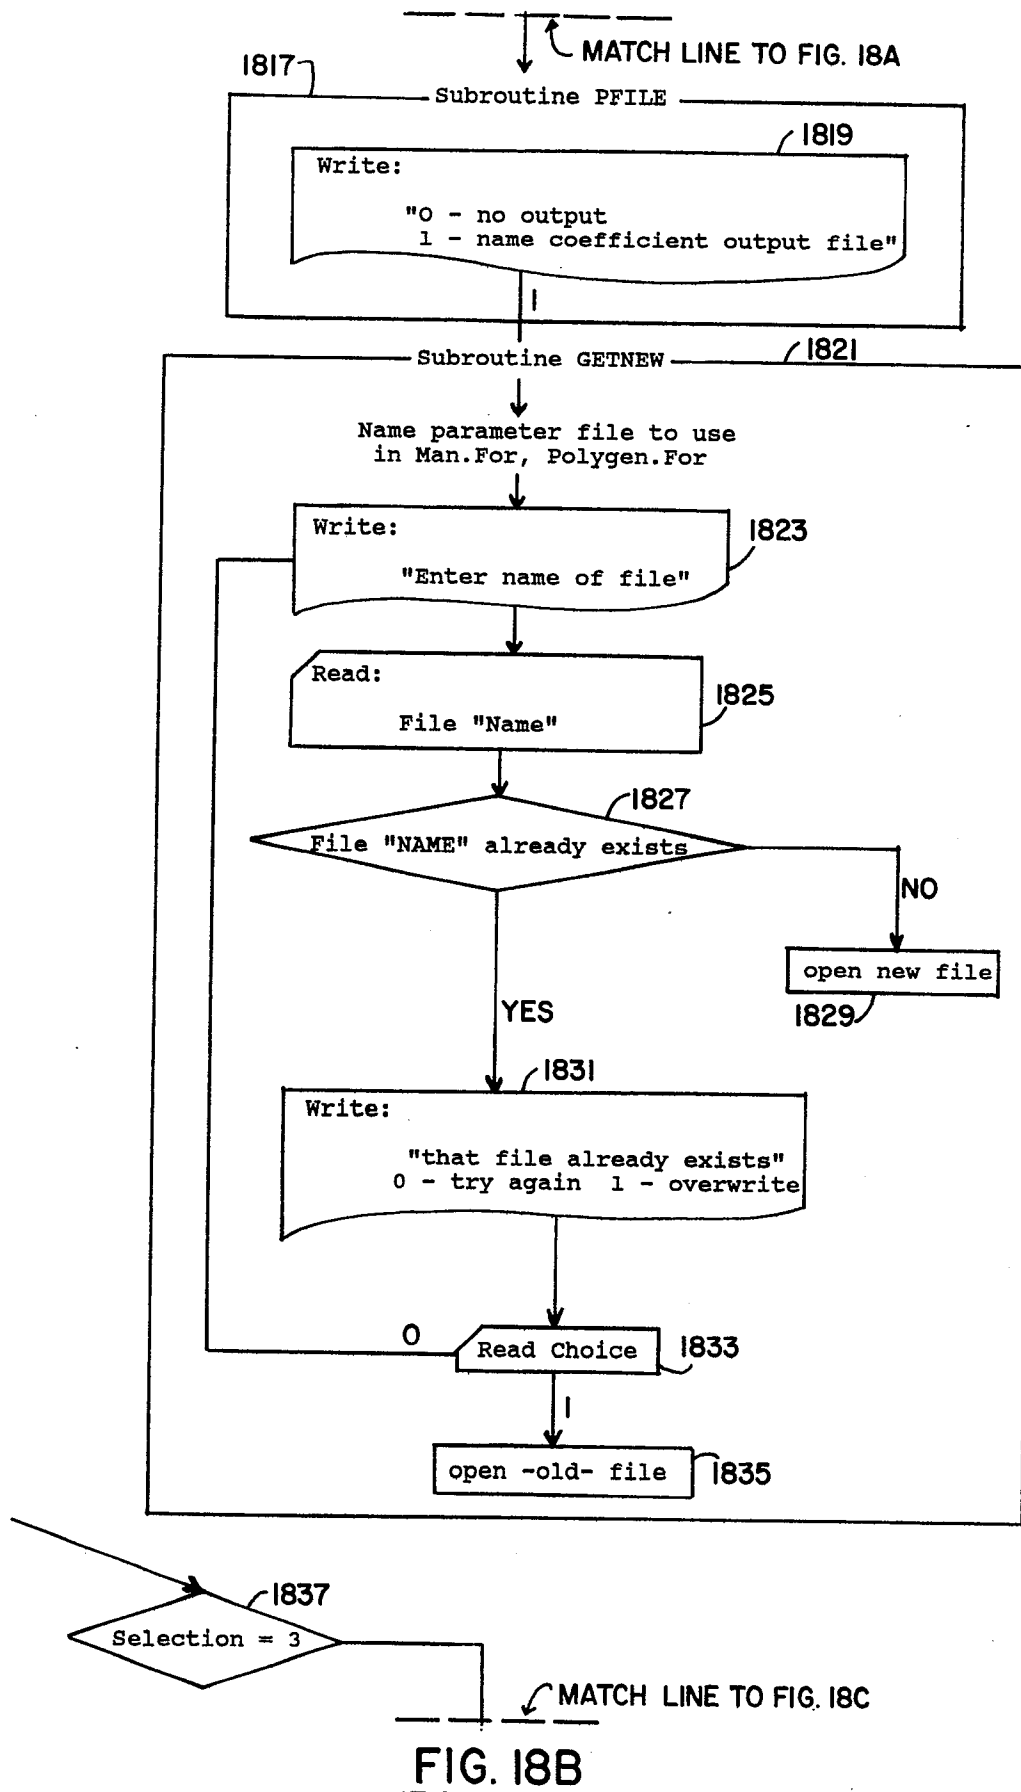 MATCH LINE TO FIG. 18A
1817
Subroutine PFILE
1819
Write:
"0 - no output
1 - name coefficient output file"
1
Subroutine GETNEW
1821
Name parameter file to use
in Man.For, Polygen.For
Write:
1823
"Enter name of file"
Read:
1825
File "Name"
1827
File "NAME" already exists
NO
open new file
1829
YES
1831
Write:
"that file already exists"
0 - try again 1 - overwrite
0
Read Choice
1833
1
open -old- file
1835
1837
Selection = 3
MATCH LINE TO FIG. 18C
FIG. 18B